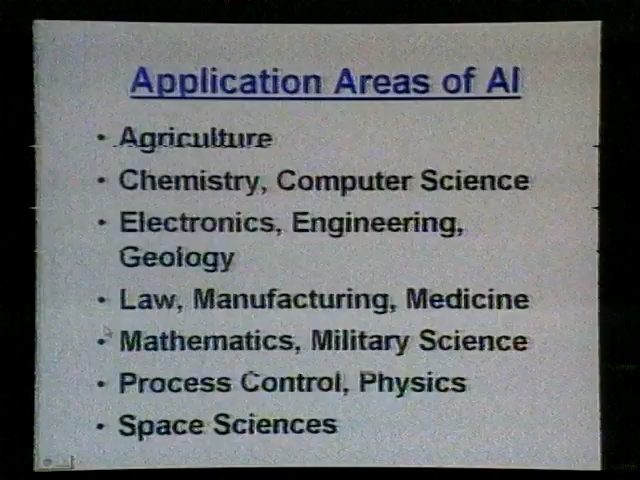 Application Areas of AI
• Agriculture
• Chemistry, Computer Science
• Electronics, Engineering,
Geology
• Law, Manufacturing, Medicine
• Mathematics, Military Science
• Process Control, Physics
• Space Sciences